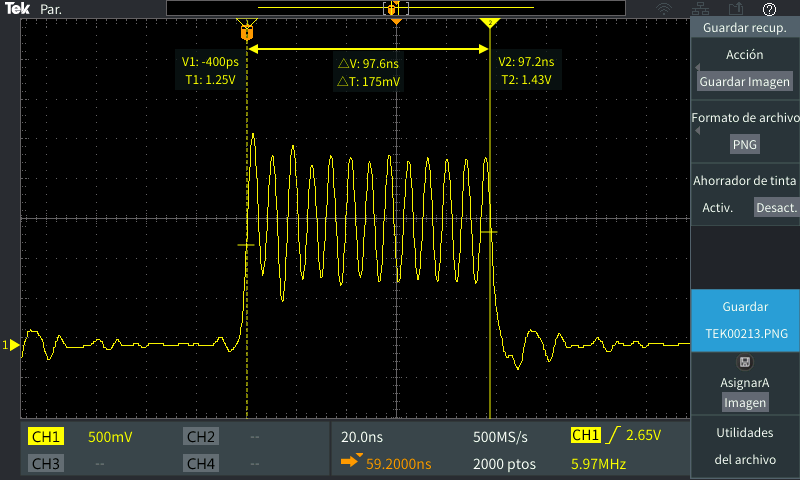 Tek Par.
T
2
Guardar recup.
Acción
Guardar Imagen
Formato de archivo
PNG
Ahorrador de tinta
Activ. Desact.
Guardar
TEK00213.PNG
AsignarA
Imagen
Utilidades
del archivo
V1: -400ps
T1: 1.25V
△V: 97.6ns
△T: 175mV
V2: 97.2ns
T2: 1.43V
1
CH1 500mV CH2 --
CH3 -- CH4 --
20.0ns 500MS/s CH1 2.65V
59.2000ns 2000 ptos 5.97MHz